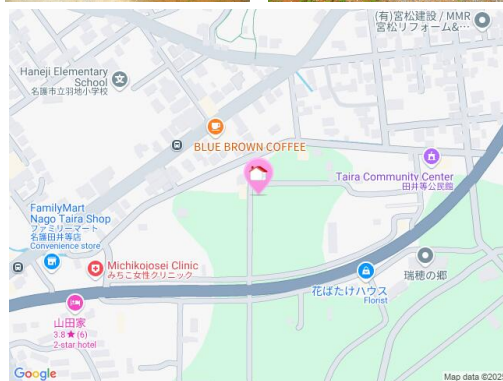 (有)宮松建設 / MMR
宮松リフォーム&…
Haneji Elementary
School
名護市立羽地小学校
BLUE BROWN COFFEE
Taira Community Center
田井等公民館
FamilyMart
Nago Taira Shop
ファミリーマート
名護田井等店
Convenience store
Michikojosei Clinic
みちこ女性クリニック
瑞穂の郷
花ばたけハウス
Florist
山田家
3.8★(6)
2-star hotel
Google
Map data ©202